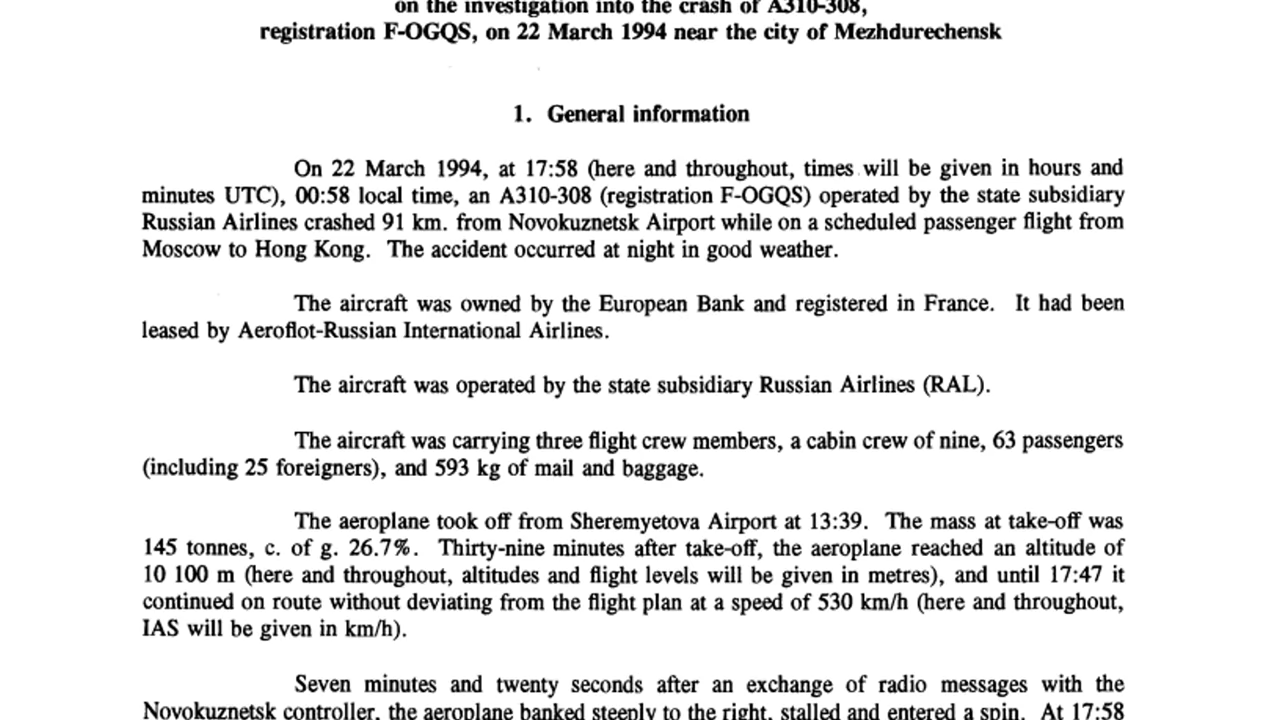 on the investigation into the crash of A310-308,
registration F-OGQS, on 22 March 1994 near the city of Mezhdurechensk
1. General information
On 22 March 1994, at 17:58 (here and throughout, times will be given in hours and
minutes UTC), 00:58 local time, an A310-308 (registration F-OGQS) operated by the state subsidiary
Russian Airlines crashed 91 km. from Novokuznetsk Airport while on a scheduled passenger flight from
Moscow to Hong Kong. The accident occurred at night in good weather.
The aircraft was owned by the European Bank and registered in France. It had been
leased by Aeroflot-Russian International Airlines.
The aircraft was operated by the state subsidiary Russian Airlines (RAL).
The aircraft was carrying three flight crew members, a cabin crew of nine, 63 passengers
(including 25 foreigners), and 593 kg of mail and baggage.
The aeroplane took off from Sheremyetova Airport at 13:39. The mass at take-off was
145 tonnes, c. of g. 26.7%. Thirty-nine minutes after take-off, the aeroplane reached an altitude of
10 100 m (here and throughout, altitudes and flight levels will be given in metres), and until 17:47 it
continued on route without deviating from the flight plan at a speed of 530 km/h (here and throughout,
IAS will be given in km/h).
Seven minutes and twenty seconds after an exchange of radio messages with the
Novokuznetsk controller, the aeroplane banked steeply to the right, stalled and entered a spin. At 17:58